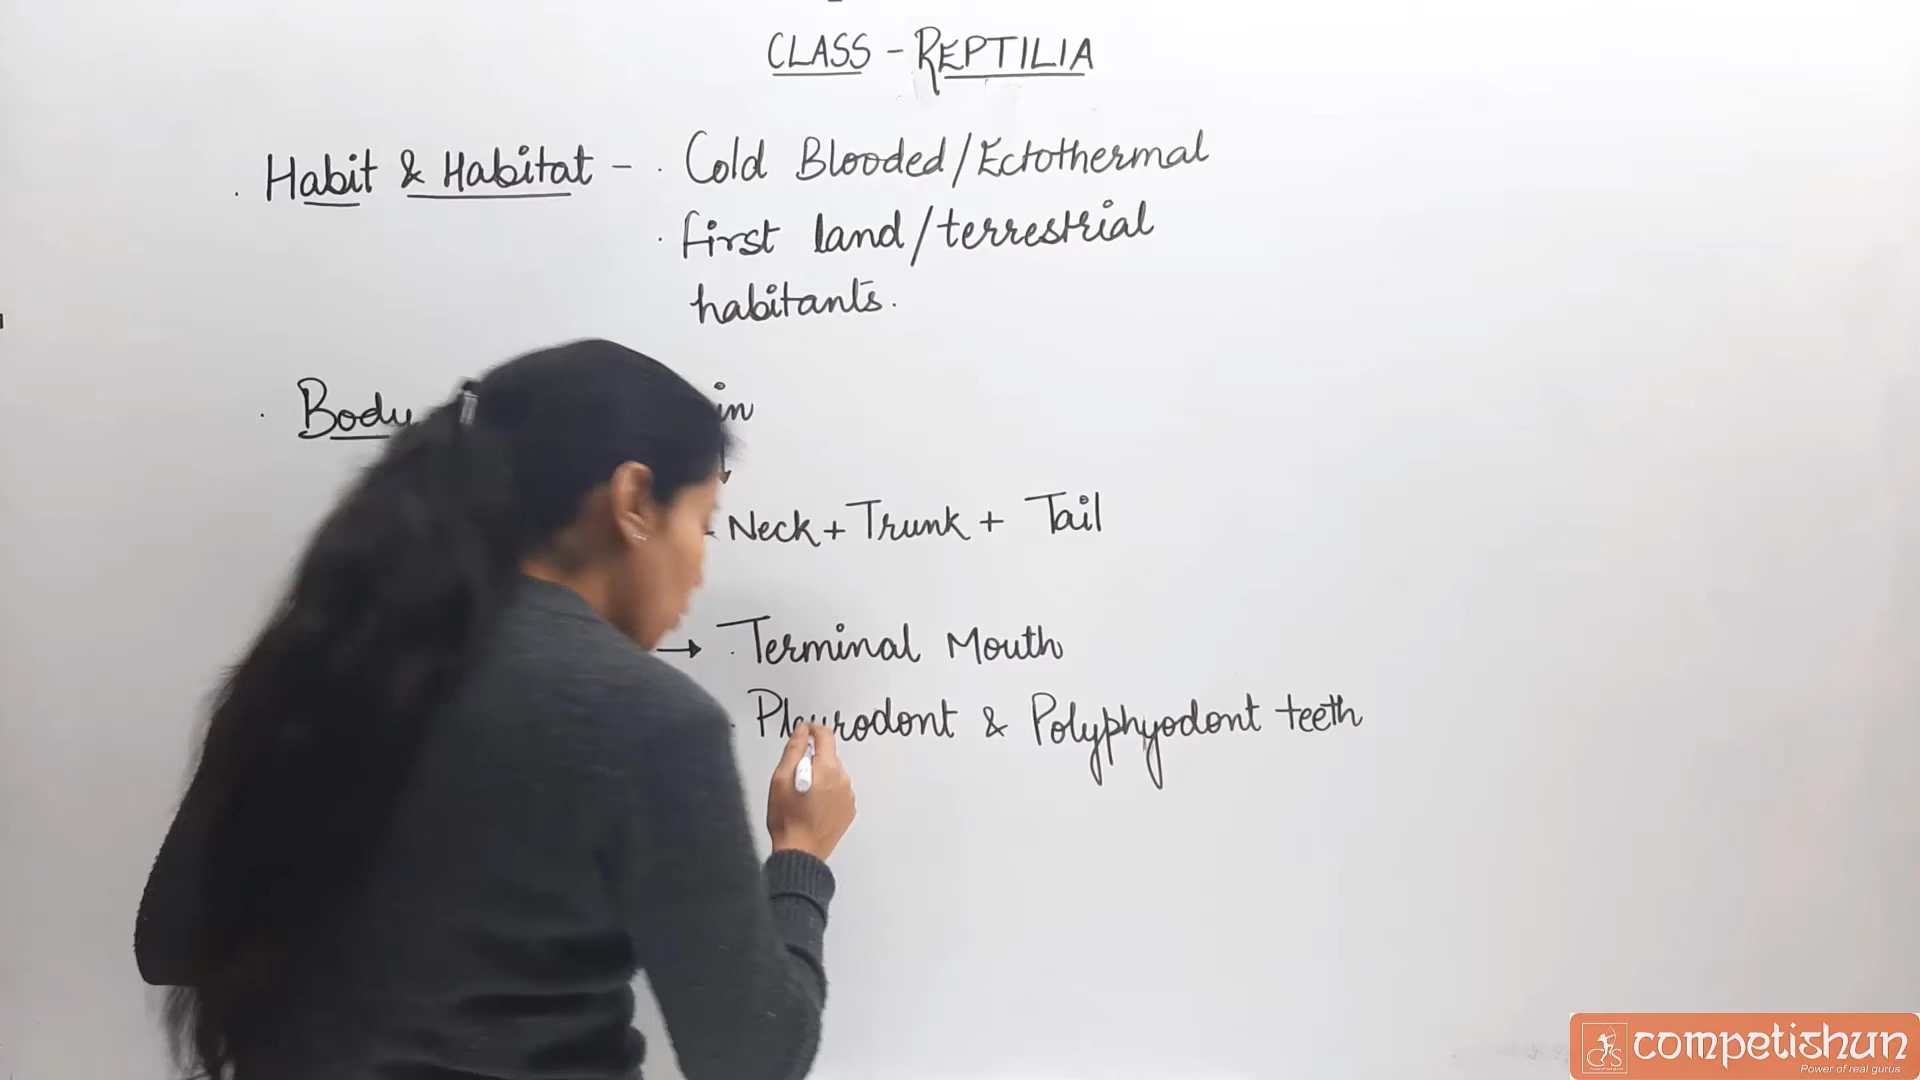 CLASS - REPTILIA
. Habit & Habitat - . Cold Blooded/Ectothermal
. first land/terrestrial
habitants.
. Body in
Neck + Trunk + Tail
→ . Terminal Mouth
. Pleurodont & Polyphyodont teeth
competishun
Power of real gurus